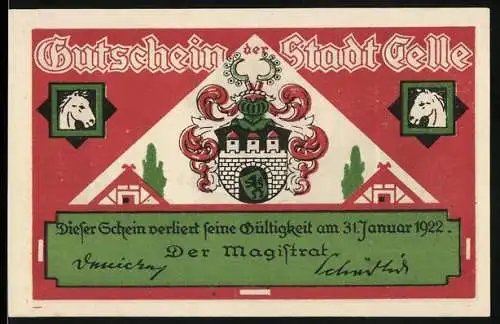 Gutschein der Stadt Celle
Dieser Schein verliert seine Gültigkeit am 31. Januar 1922.
Der Magistrat